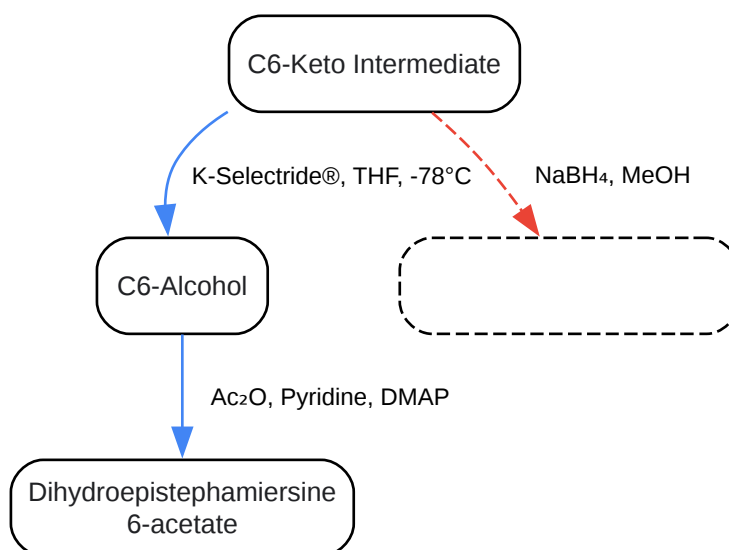 C6-Keto Intermediate
K-Selectride®, THF, -78°C
NaBH₄, MeOH
C6-Alcohol
Ac₂O, Pyridine, DMAP
Dihydroepistephamiersine
6-acetate